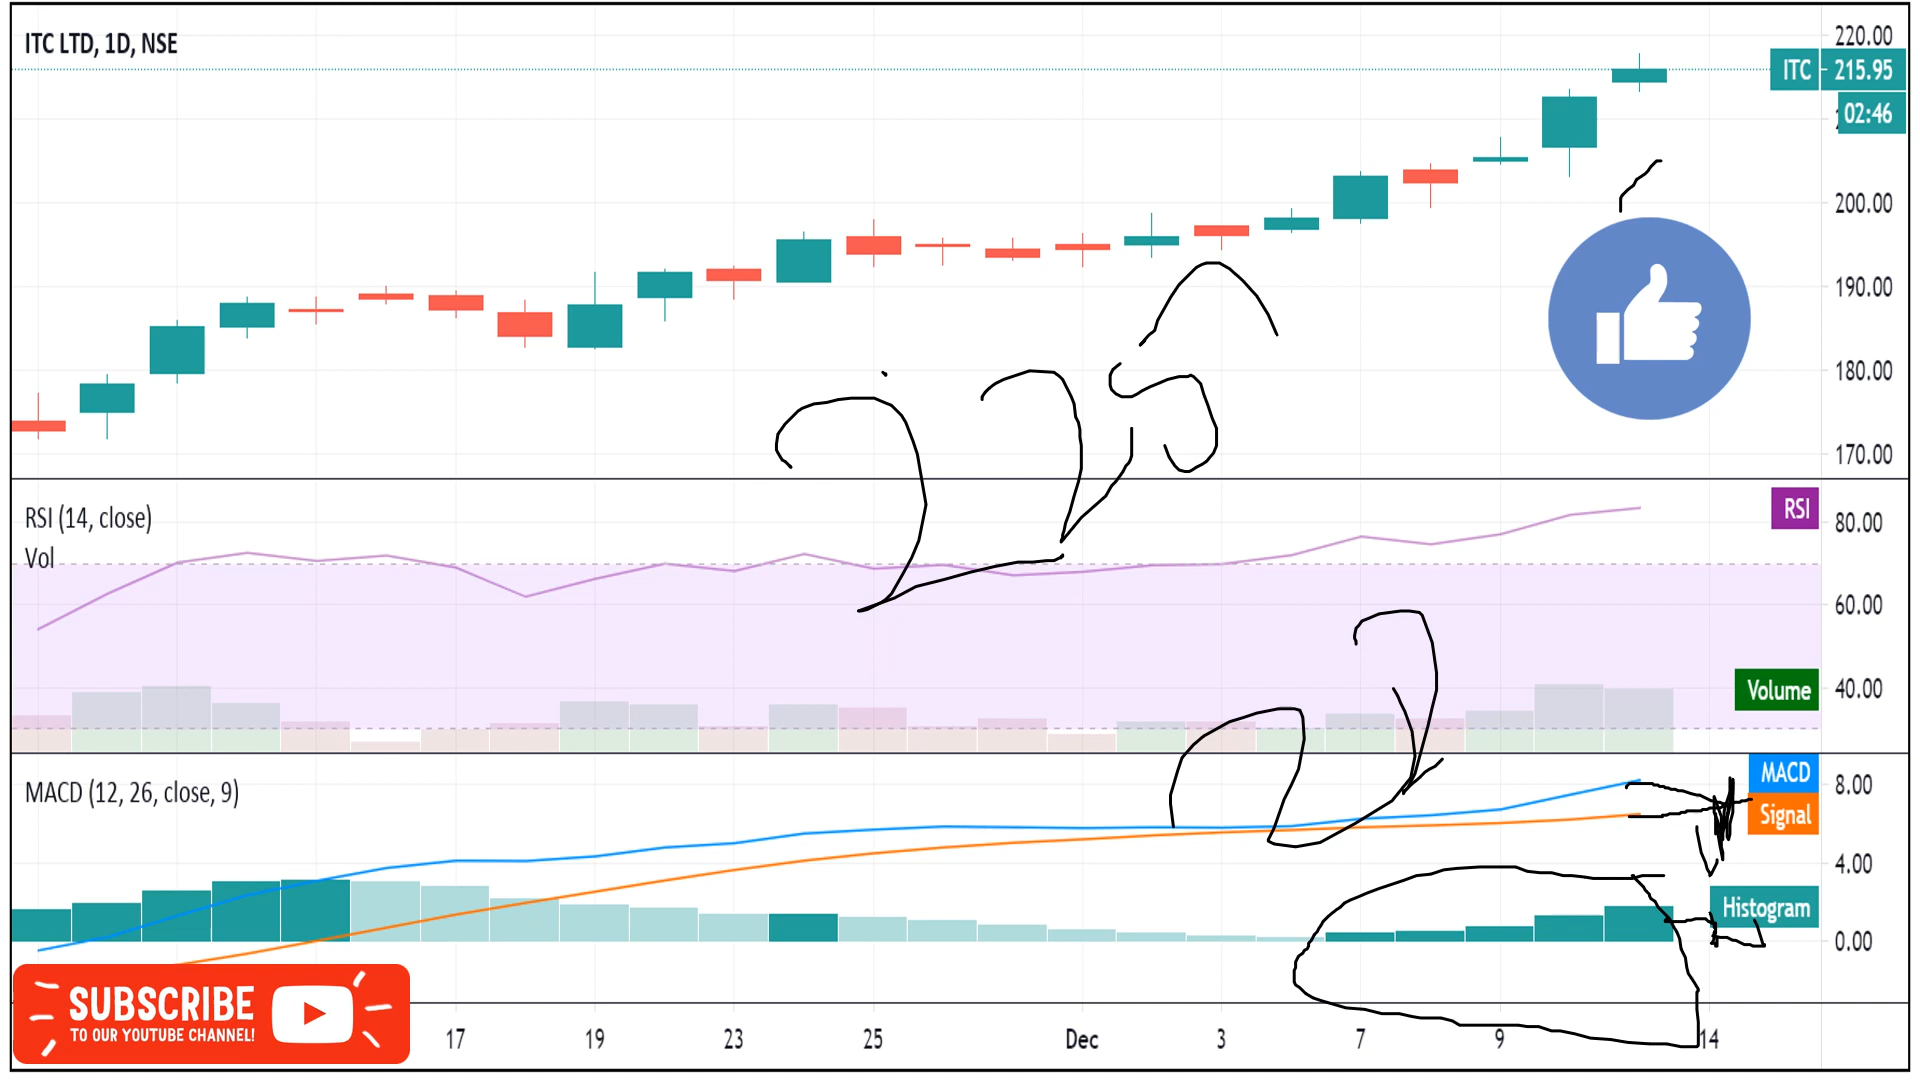 ITC LTD, 1D, NSE
220.00
ITC 215.95
02:46
200.00
190.00
180.00
170.00
225
RSI (14, close)
Vol
RSI
80.00
60.00
Volume
40.00
MACD (12, 26, close, 9)
MACD
8.00
Signal
4.00
Histogram
0.00
SUBSCRIBE
TO OUR YOUTUBE CHANNEL!
17 19 23 25 Dec 3 7 9 14